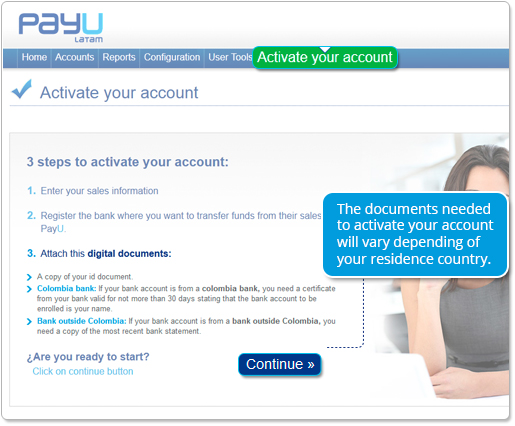 PayU
LATAM
Home Accounts Reports Configuration User Tools Activate your account
Activate your account
3 steps to activate your account:
1. Enter your sales information
2. Register the bank where you want to transfer funds from their sales
PayU.
3. Attach this digital documents:
A copy of your id document.
Colombia bank: If your bank account is from a colombia bank, you need a certificate
from your bank valid for not more than 30 days stating that the bank account to be
enrolled is your name.
Bank outside Colombia: If your bank account is from a bank outside Colombia, you
need a copy of the most recent bank statement.
The documents needed
to activate your account
will vary depending of
your residence country.
¿Are you ready to start?
Click on continue button
Continue »